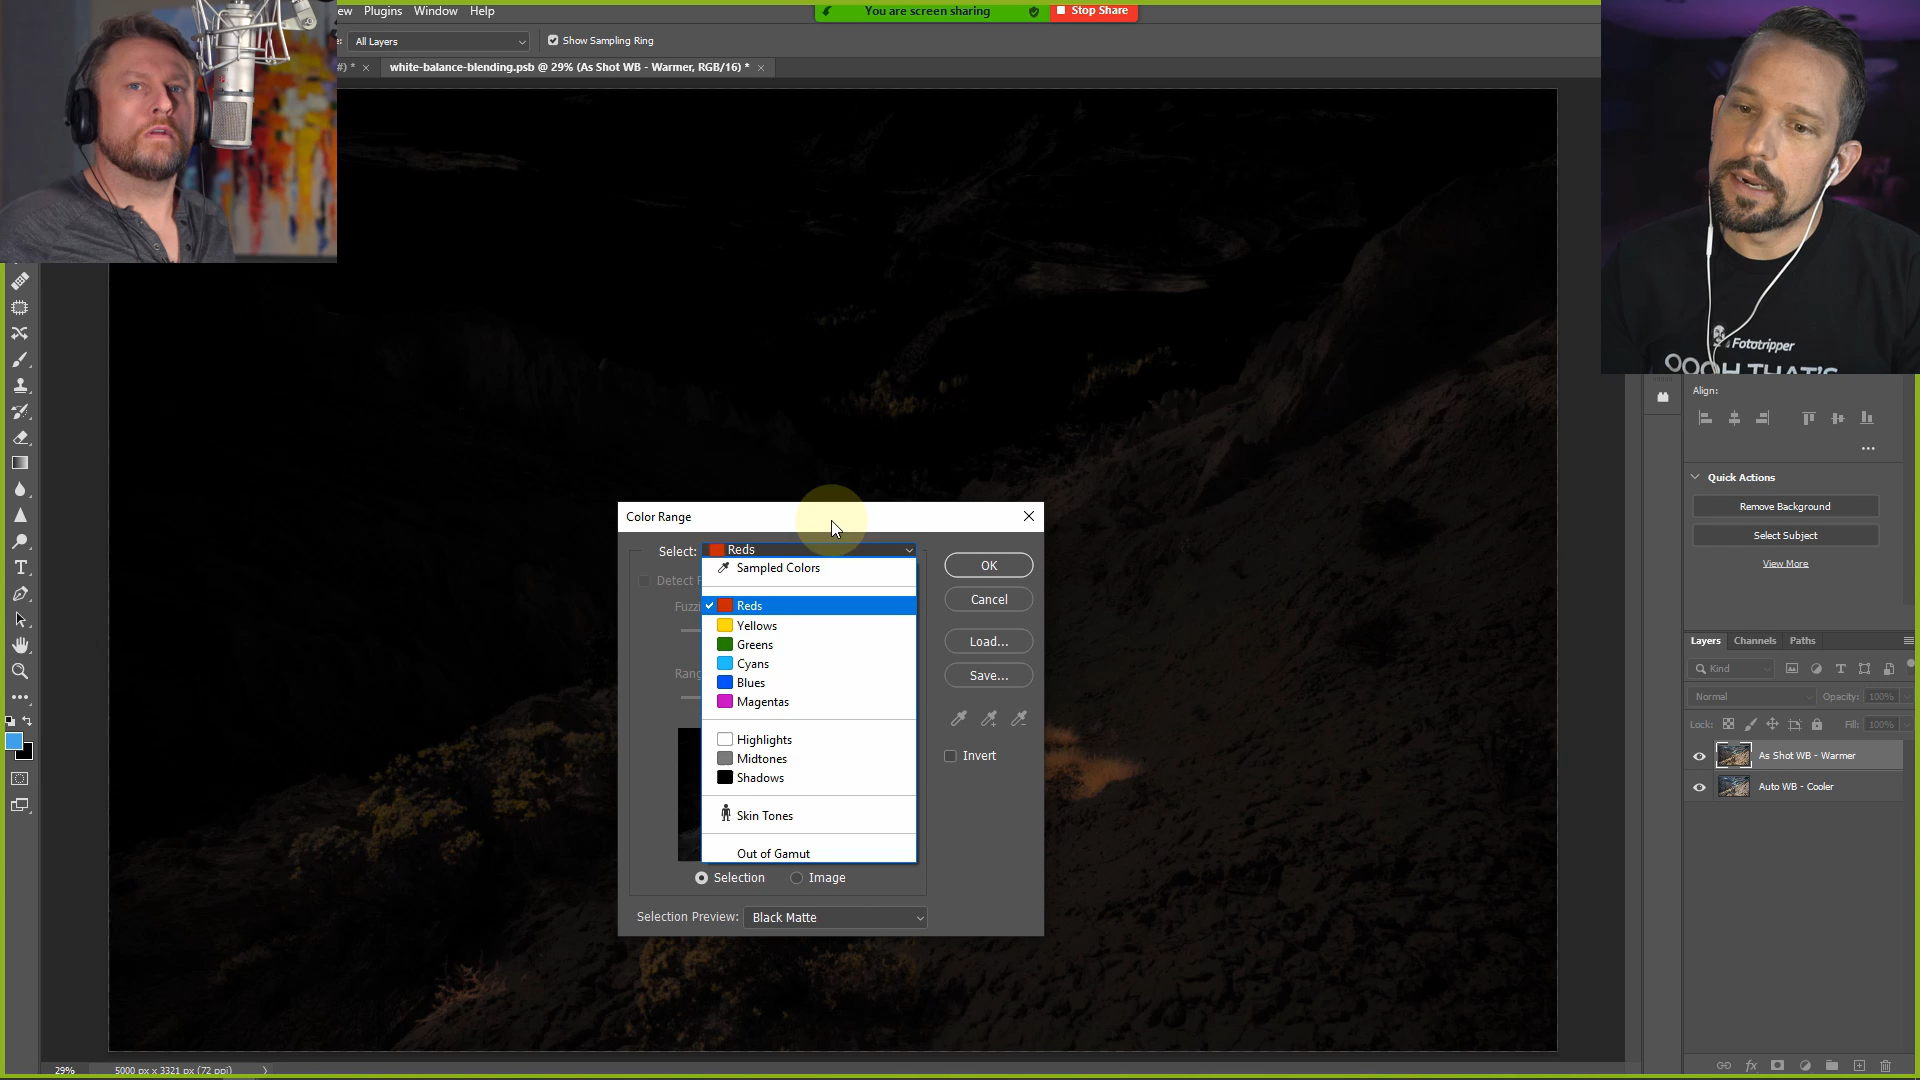 Plugins Window Help
You are screen sharing
Stop Share
All Layers
Show Sampling Ring
white-balance-blending.psb @ 29% (As Shot WB - Warmer, RGB/16) *
Fototripper
OOOH THAT'S
Align:
Quick Actions
Remove Background
Select Subject
View More
Color Range
Select: Reds
Sampled Colors
Reds
Yellows
Greens
Cyans
Blues
Magentas
Highlights
Midtones
Shadows
Skin Tones
Out of Gamut
OK
Cancel
Load...
Save...
Invert
Selection Image
Selection Preview: Black Matte
Layers Channels Paths
Kind
Normal Opacity: 100%
Lock: Fill: 100%
As Shot WB - Warmer
Auto WB - Cooler
29% 5000 px x 3321 px (72 ppi)